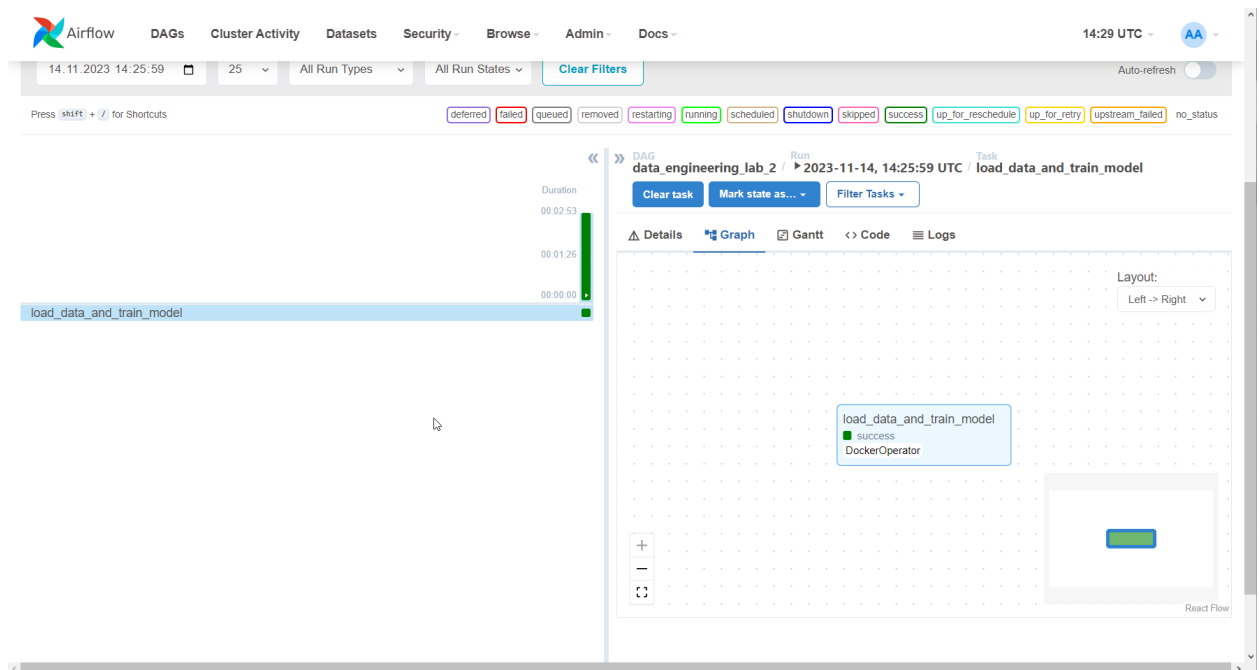 Airflow DAGs Cluster Activity Datasets Security Browse Admin Docs 14:29 UTC AA
14.11.2023 14:25:59 25 All Run Types All Run States Clear Filters Auto-refresh
Press shift + / for Shortcuts deferred failed queued removed restarting running scheduled shutdown skipped success up_for_reschedule up_for_retry upstream_failed no_status
Duration
00:02:53
00:01:26
00:00:00
load_data_and_train_model
DAG Run Task
data_engineering_lab_2 / 2023-11-14, 14:25:59 UTC / load_data_and_train_model
Clear task Mark state as... Filter Tasks
Details Graph Gantt <> Code Logs
Layout:
Left -> Right
load_data_and_train_model
success
DockerOperator
React Flow